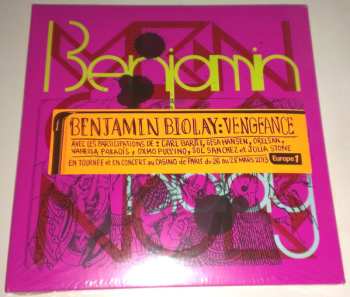 Benjamin
BENJAMIN BIOLAY: VENGEANCE
AVEC LES PARTICIPATIONS DE : CARL BARÂT, GESA HANSEN, ORELSAN,
VANESSA PARADIS, OXMO PUCCINO, SOL SANCHEZ et JULIA STONE
EN TOURNÉE et EN CONCERT au CASINO de PARIS du 26 au 28 MARS 2013
Europe 1